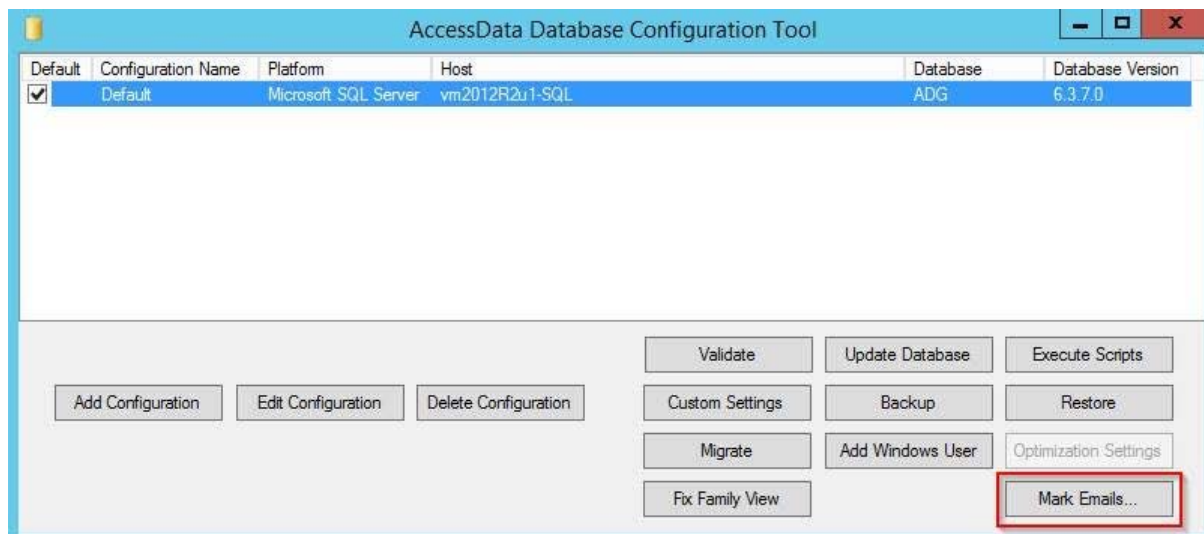 AccessData Database Configuration Tool
Default Configuration Name Platform Host Database Database Version
Default Microsoft SQL Server vm2012R2u1-SQL ADG 6.3.7.0
Validate Update Database Execute Scripts
Add Configuration Edit Configuration Delete Configuration Custom Settings Backup Restore
Migrate Add Windows User Optimization Settings
Fix Family View Mark Emails...